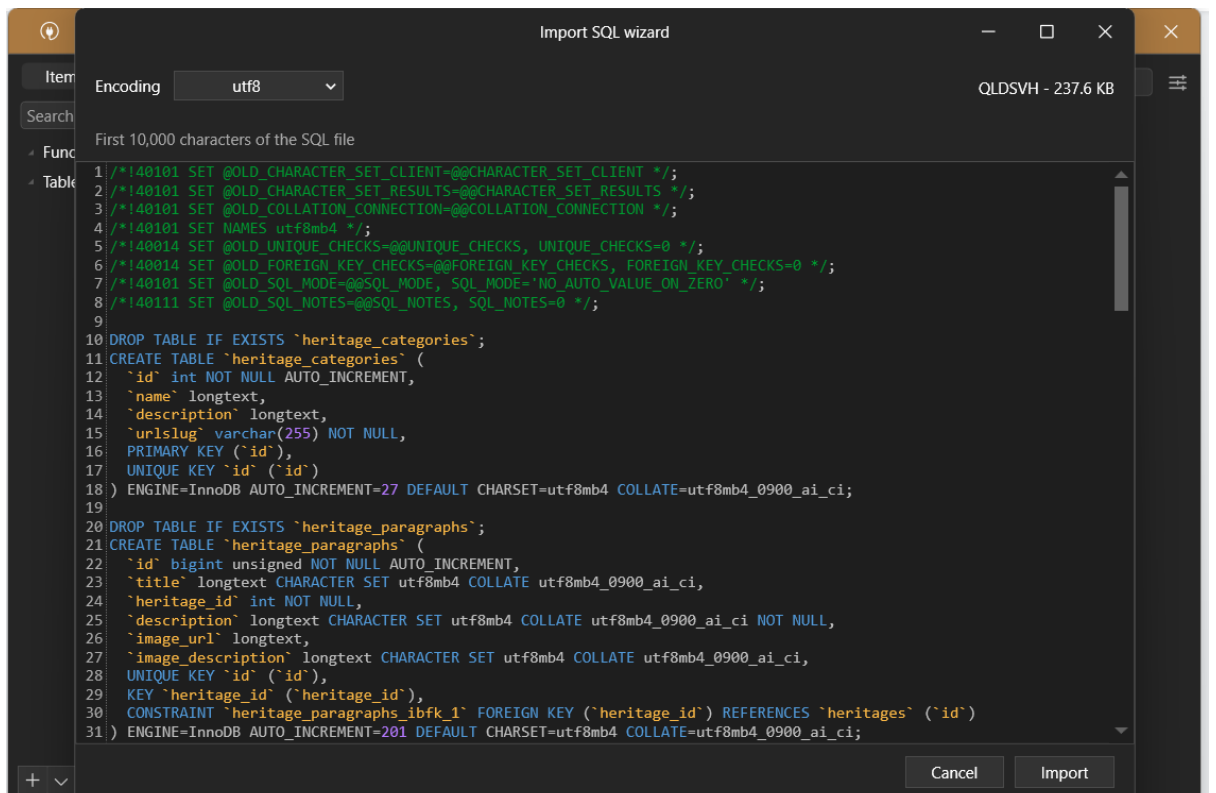 Import SQL wizard
Item
Encoding
utf8
QLDSVH - 237.6 KB
Search
First 10,000 characters of the SQL file
Func
Table
1 /*!40101 SET @OLD_CHARACTER_SET_CLIENT=@@CHARACTER_SET_CLIENT */;
2 /*!40101 SET @OLD_CHARACTER_SET_RESULTS=@@CHARACTER_SET_RESULTS */;
3 /*!40101 SET @OLD_COLLATION_CONNECTION=@@COLLATION_CONNECTION */;
4 /*!40101 SET NAMES utf8mb4 */;
5 /*!40014 SET @OLD_UNIQUE_CHECKS=@@UNIQUE_CHECKS, UNIQUE_CHECKS=0 */;
6 /*!40014 SET @OLD_FOREIGN_KEY_CHECKS=@@FOREIGN_KEY_CHECKS, FOREIGN_KEY_CHECKS=0 */;
7 /*!40101 SET @OLD_SQL_MODE=@@SQL_MODE, SQL_MODE='NO_AUTO_VALUE_ON_ZERO' */;
8 /*!40111 SET @OLD_SQL_NOTES=@@SQL_NOTES, SQL_NOTES=0 */;
9
10 DROP TABLE IF EXISTS `heritage_categories`;
11 CREATE TABLE `heritage_categories` (
12 `id` int NOT NULL AUTO_INCREMENT,
13 `name` longtext,
14 `description` longtext,
15 `urlslug` varchar(255) NOT NULL,
16 PRIMARY KEY (`id`),
17 UNIQUE KEY `id` (`id`)
18 ) ENGINE=InnoDB AUTO_INCREMENT=27 DEFAULT CHARSET=utf8mb4 COLLATE=utf8mb4_0900_ai_ci;
19
20 DROP TABLE IF EXISTS `heritage_paragraphs`;
21 CREATE TABLE `heritage_paragraphs` (
22 `id` bigint unsigned NOT NULL AUTO_INCREMENT,
23 `title` longtext CHARACTER SET utf8mb4 COLLATE utf8mb4_0900_ai_ci,
24 `heritage_id` int NOT NULL,
25 `description` longtext CHARACTER SET utf8mb4 COLLATE utf8mb4_0900_ai_ci NOT NULL,
26 `image_url` longtext,
27 `image_description` longtext CHARACTER SET utf8mb4 COLLATE utf8mb4_0900_ai_ci,
28 UNIQUE KEY `id` (`id`),
29 KEY `heritage_id` (`heritage_id`),
30 CONSTRAINT `heritage_paragraphs_ibfk_1` FOREIGN KEY (`heritage_id`) REFERENCES `heritages` (`id`)
31 ) ENGINE=InnoDB AUTO_INCREMENT=201 DEFAULT CHARSET=utf8mb4 COLLATE=utf8mb4_0900_ai_ci;
Cancel
Import